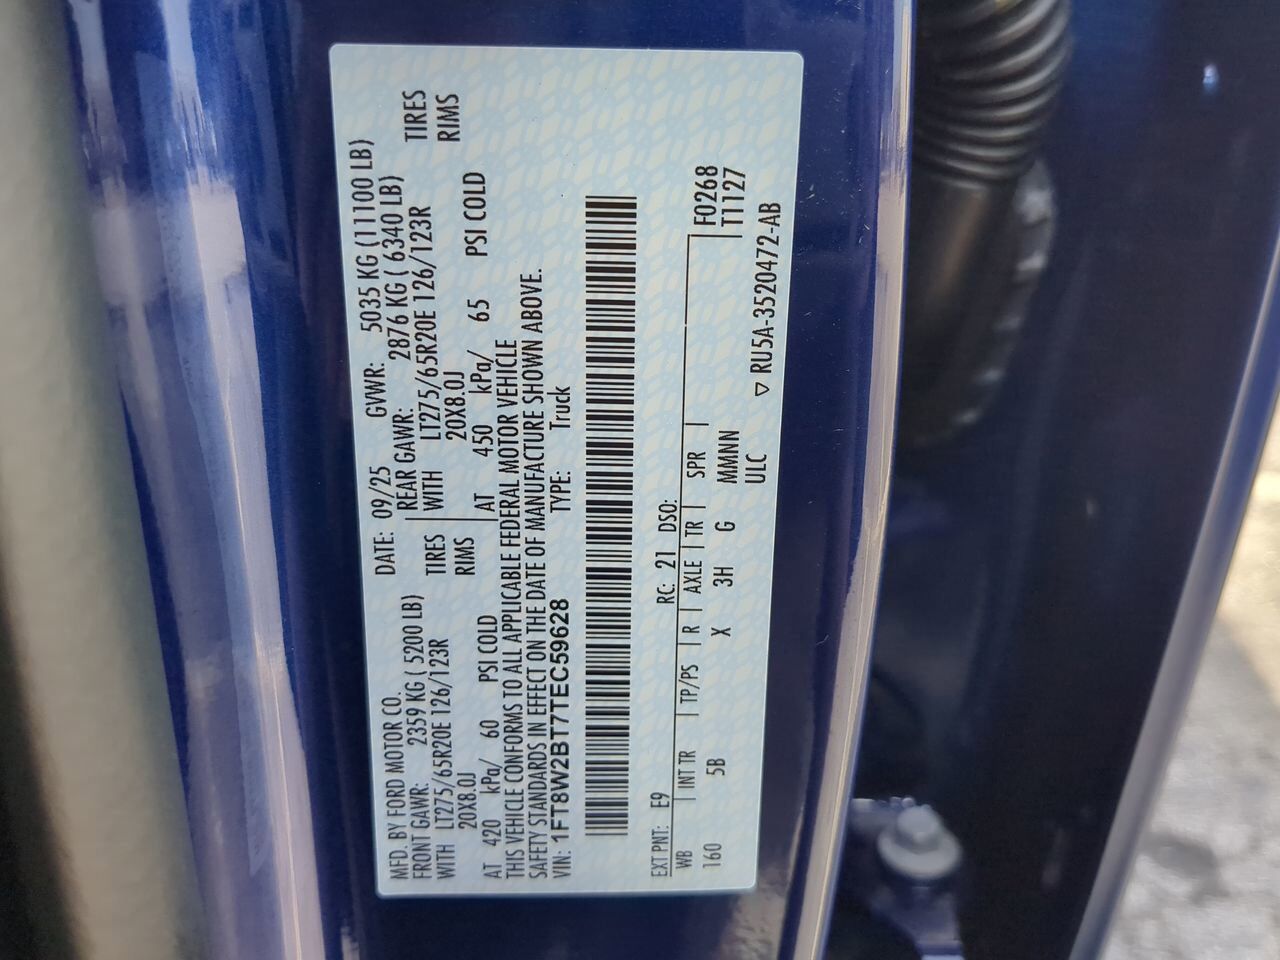 MFD. BY FORD MOTOR CO.
DATE: 09/25 GVWR: 5035 KG (11100 LB)
FRONT GAWR: 2359 KG ( 5200 LB) REAR GAWR: 2876 KG ( 6340 LB)
WITH LT275/65R20E 126/123R TIRES WITH LT275/65R20E 126/123R TIRES
20X8.0J RIMS 20X8.0J RIMS
AT 420 kPa/ 60 PSI COLD AT 450 kPa/ 65 PSI COLD
THIS VEHICLE CONFORMS TO ALL APPLICABLE FEDERAL MOTOR VEHICLE
SAFETY STANDARDS IN EFFECT ON THE DATE OF MANUFACTURE SHOWN ABOVE.
VIN: 1FT8W2BT7TEC59628 TYPE: Truck
EXT PNT: E9 RC: 21 DSO:
WB INT TR TP/PS R AXLE TR SPR F0268
160 5B X 3H G MMNN T1127
ULC
▽ RU5A-3520472-AB